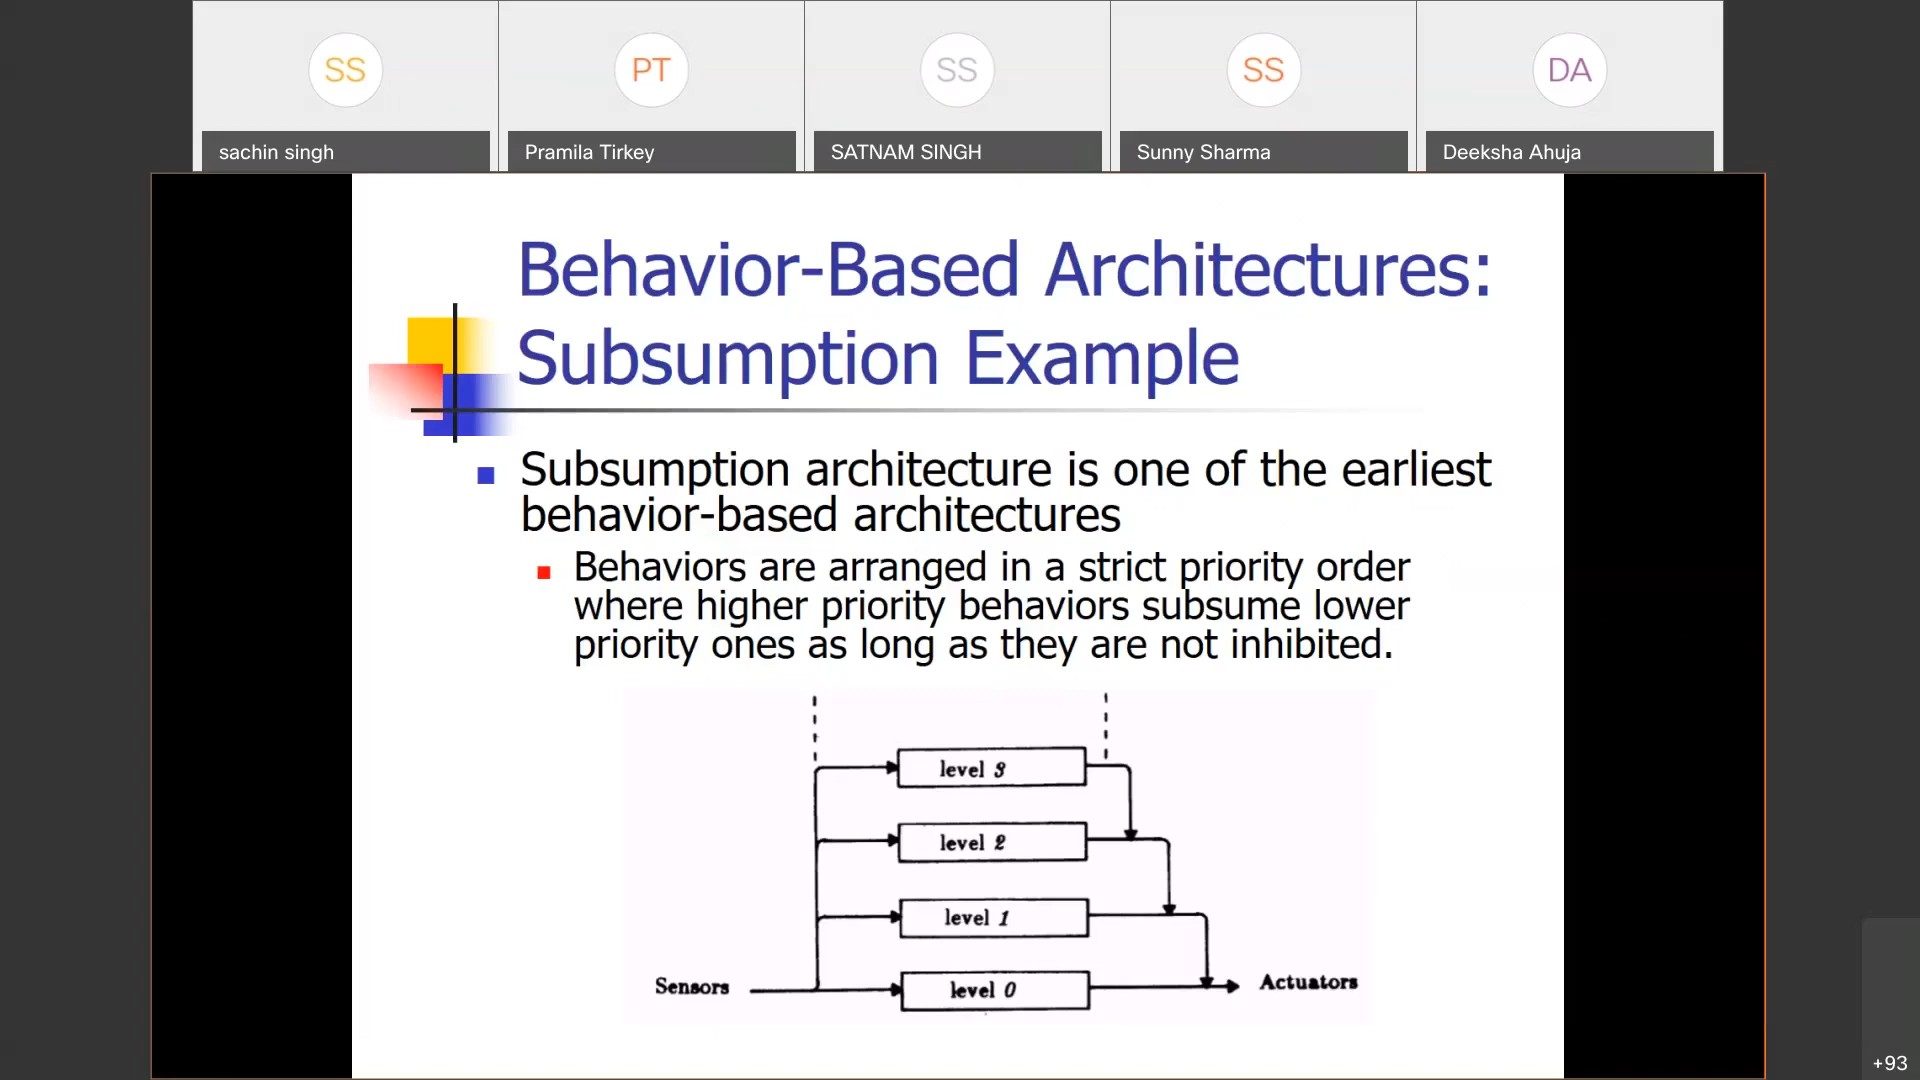 SS
PT
SS
SS
DA
sachin singh
Pramila Tirkey
SATNAM SINGH
Sunny Sharma
Deeksha Ahuja
Behavior-Based Architectures:
Subsumption Example
Subsumption architecture is one of the earliest
behavior-based architectures
Behaviors are arranged in a strict priority order
where higher priority behaviors subsume lower
priority ones as long as they are not inhibited.
level 3
level 2
level 1
level 0
Sensors
Actuators
+93